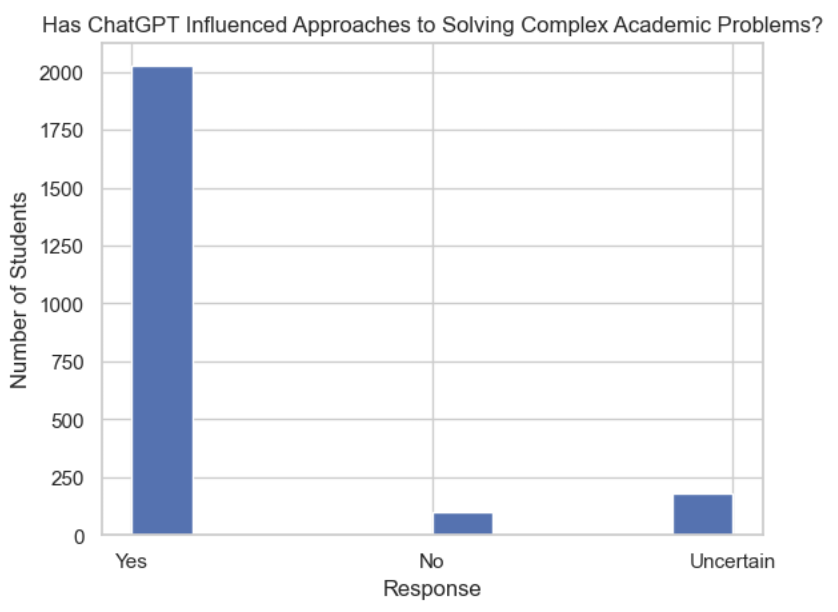 Has ChatGPT Influenced Approaches to Solving Complex Academic Problems?
2000
1750
1500
1250
1000
750
500
250
0
Number of Students
Yes No Uncertain
Response